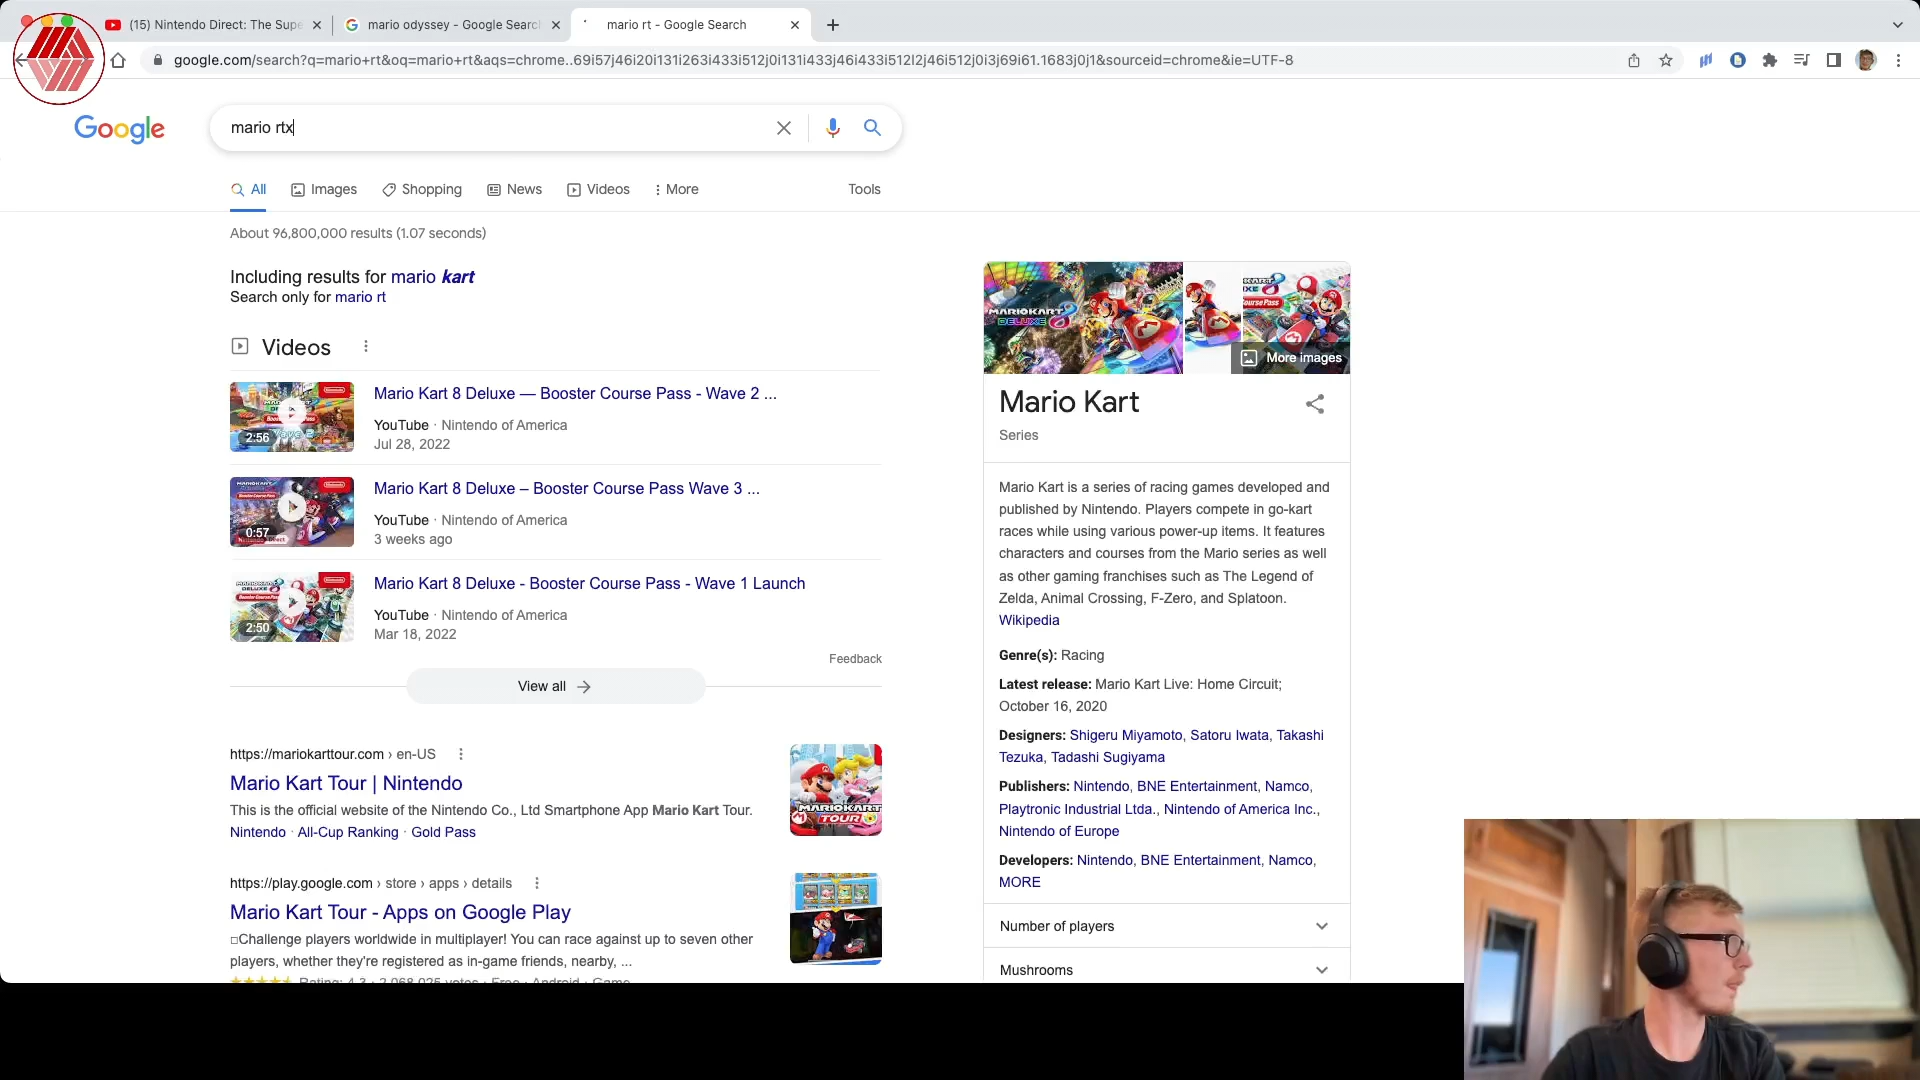 (15) Nintendo Direct: The Supe
mario odyssey - Google Search
mario rt - Google Search
google.com/search?q=mario+rt&oq=mario+rt&aqs=chrome..69i57j46i20i131i263i433i512j0i131i433j46i433i512l2j46i512j0i3j69i61.1683j0j1&sourceid=chrome&ie=UTF-8
Google
mario rtx
All
Images
Shopping
News
Videos
More
Tools
About 96,800,000 results (1.07 seconds)
Including results for mario kart
Search only for mario rt
Videos
Mario Kart 8 Deluxe — Booster Course Pass - Wave 2 ...
YouTube · Nintendo of America
Jul 28, 2022
2:56
Mario Kart 8 Deluxe – Booster Course Pass Wave 3 ...
YouTube · Nintendo of America
3 weeks ago
0:57
Mario Kart 8 Deluxe - Booster Course Pass - Wave 1 Launch
YouTube · Nintendo of America
Mar 18, 2022
2:50
Feedback
View all
https://mariokarttour.com › en-US
Mario Kart Tour | Nintendo
This is the official website of the Nintendo Co., Ltd Smartphone App Mario Kart Tour.
Nintendo · All-Cup Ranking · Gold Pass
MARIOKART
TOUR
https://play.google.com › store › apps › details
Mario Kart Tour - Apps on Google Play
□Challenge players worldwide in multiplayer! You can race against up to seven other
players, whether they're registered as in-game friends, nearby, ...
Rating: 4.3 · 2,068,025 votes · Free · Android · Game
MARIOKART
DELUXE 8
More images
Mario Kart
Series
Mario Kart is a series of racing games developed and
published by Nintendo. Players compete in go-kart
races while using various power-up items. It features
characters and courses from the Mario series as well
as other gaming franchises such as The Legend of
Zelda, Animal Crossing, F-Zero, and Splatoon.
Wikipedia
Genre(s): Racing
Latest release: Mario Kart Live: Home Circuit;
October 16, 2020
Designers: Shigeru Miyamoto, Satoru Iwata, Takashi
Tezuka, Tadashi Sugiyama
Publishers: Nintendo, BNE Entertainment, Namco,
Playtronic Industrial Ltda., Nintendo of America Inc.,
Nintendo of Europe
Developers: Nintendo, BNE Entertainment, Namco,
MORE
Number of players
Mushrooms